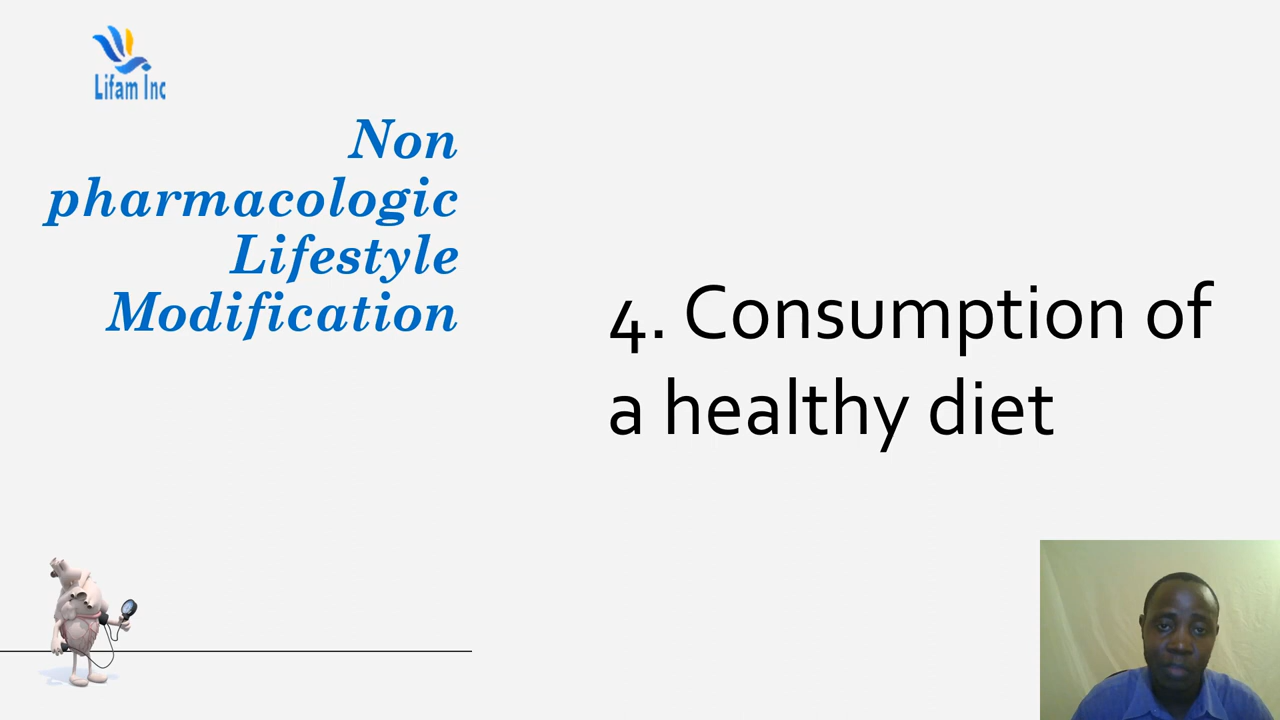 Lifam Inc
Non
pharmacologic
Lifestyle
Modification
4. Consumption of
a healthy diet